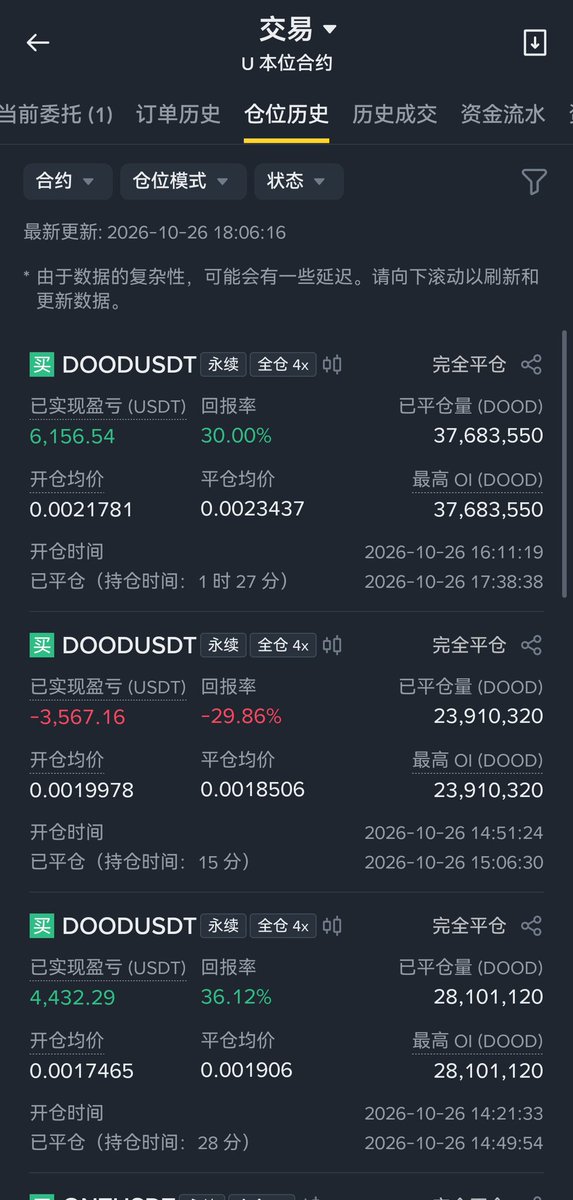 交易
U 本位合约
当前委托 (1) 订单历史 仓位历史 历史成交 资金流水
合约 仓位模式 状态
最新更新: 2026-10-26 18:06:16
* 由于数据的复杂性，可能会有一些延迟。请向下滚动以刷新和
更新数据。
买 DOODUSDT 永续 全仓 4x 完全平仓
已实现盈亏 (USDT) 回报率 已平仓量 (DOOD)
6,156.54 30.00% 37,683,550
开仓均价 平仓均价 最高 OI (DOOD)
0.0021781 0.0023437 37,683,550
开仓时间 2026-10-26 16:11:19
已平仓（持仓时间： 1 时 27 分） 2026-10-26 17:38:38
买 DOODUSDT 永续 全仓 4x 完全平仓
已实现盈亏 (USDT) 回报率 已平仓量 (DOOD)
-3,567.16 -29.86% 23,910,320
开仓均价 平仓均价 最高 OI (DOOD)
0.0019978 0.0018506 23,910,320
开仓时间 2026-10-26 14:51:24
已平仓（持仓时间： 15 分） 2026-10-26 15:06:30
买 DOODUSDT 永续 全仓 4x 完全平仓
已实现盈亏 (USDT) 回报率 已平仓量 (DOOD)
4,432.29 36.12% 28,101,120
开仓均价 平仓均价 最高 OI (DOOD)
0.0017465 0.001906 28,101,120
开仓时间 2026-10-26 14:21:33
已平仓（持仓时间： 28 分） 2026-10-26 14:49:54